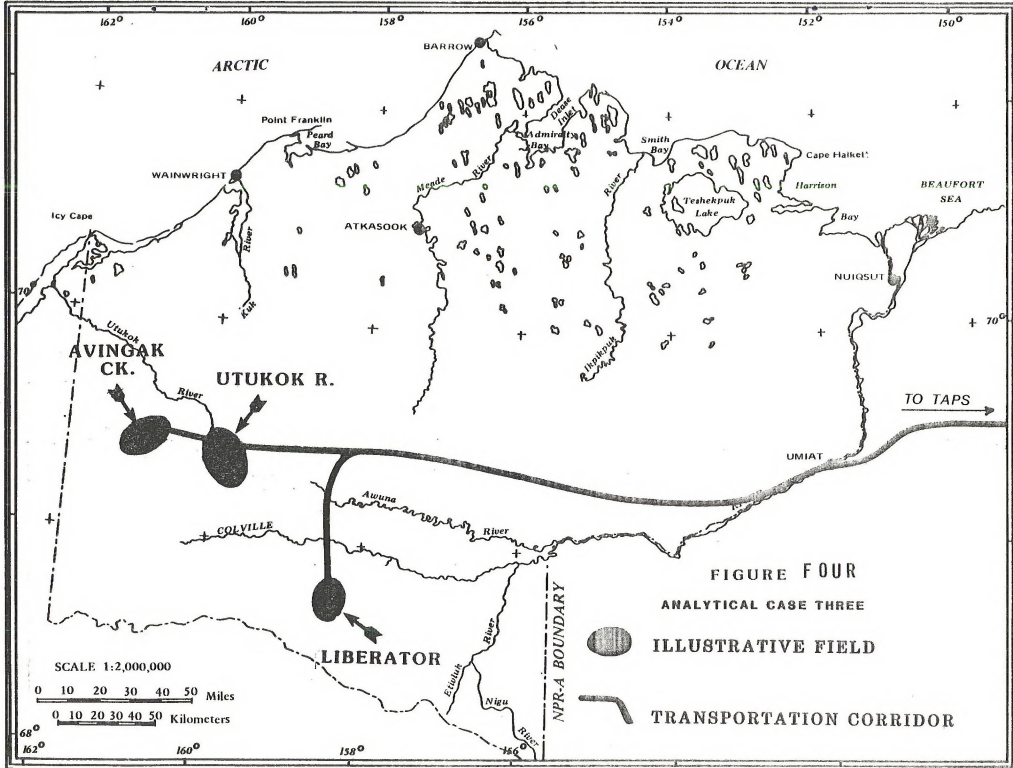 162° 160° 158° 156° 154° 152° 150°
BARROW
ARCTIC
OCEAN
Point Franklin
Peard
Bay
Dease
Inlet
Admiralty
Bay
Smith
Bay
Cape Halket
WAINWRIGHT
Meade River
River
Harrison
Bay
BEAUFORT
SEA
Teshekpuk
Lake
Icy Cape
ATKASOOK
River
Kuk
NUIQSUT
70°
70°
Utukok
River
Ikpikpuk
R
AVINGAK
CK.
UTUKOK R.
TO TAPS
UMIAT
Awuna
River
COLVILLE
FIGURE FOUR
ANALYTICAL CASE THREE
ILLUSTRATIVE FIELD
LIBERATOR
River
Etivluk
NPR-A BOUNDARY
Nigu
River
TRANSPORTATION CORRIDOR
SCALE 1:2,000,000
0 10 20 30 40 50 Miles
0 10 20 30 40 50 Kilometers
68°
162° 160° 158° 156°